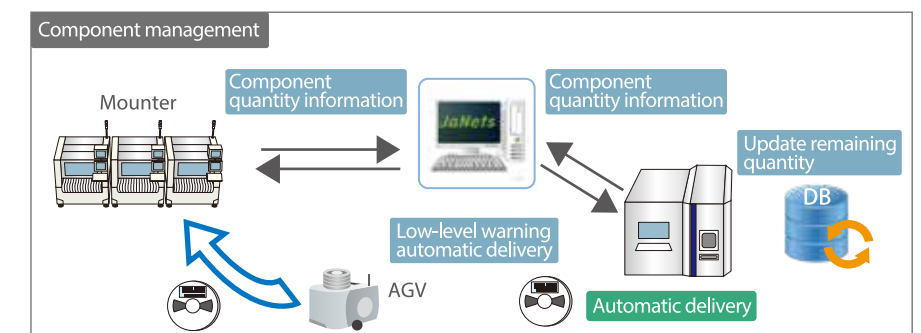 Component management
Component
quantity information
Component
quantity information
Mounter
JaNets
Update remaining
quantity
DB
Low-level warning
automatic delivery
AGV
Automatic delivery